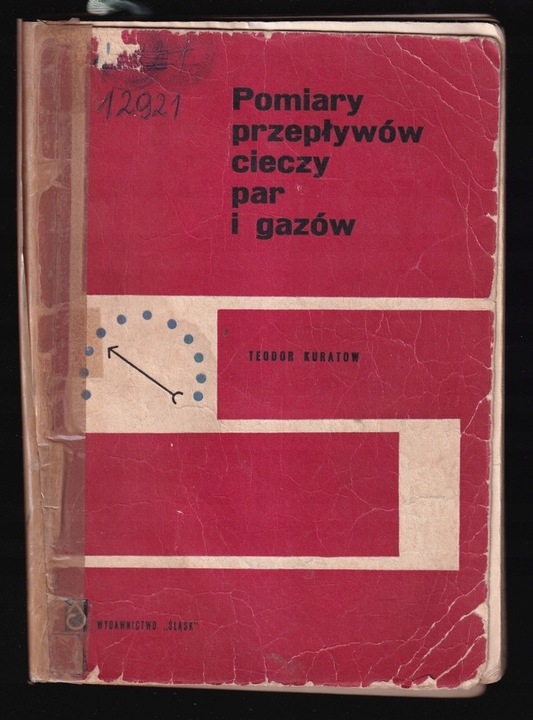 12921
Pomiary
przepływów
cieczy
par
i gazów
TEODOR KURATOW
WYDAWNICTWO „ŚLĄSK"